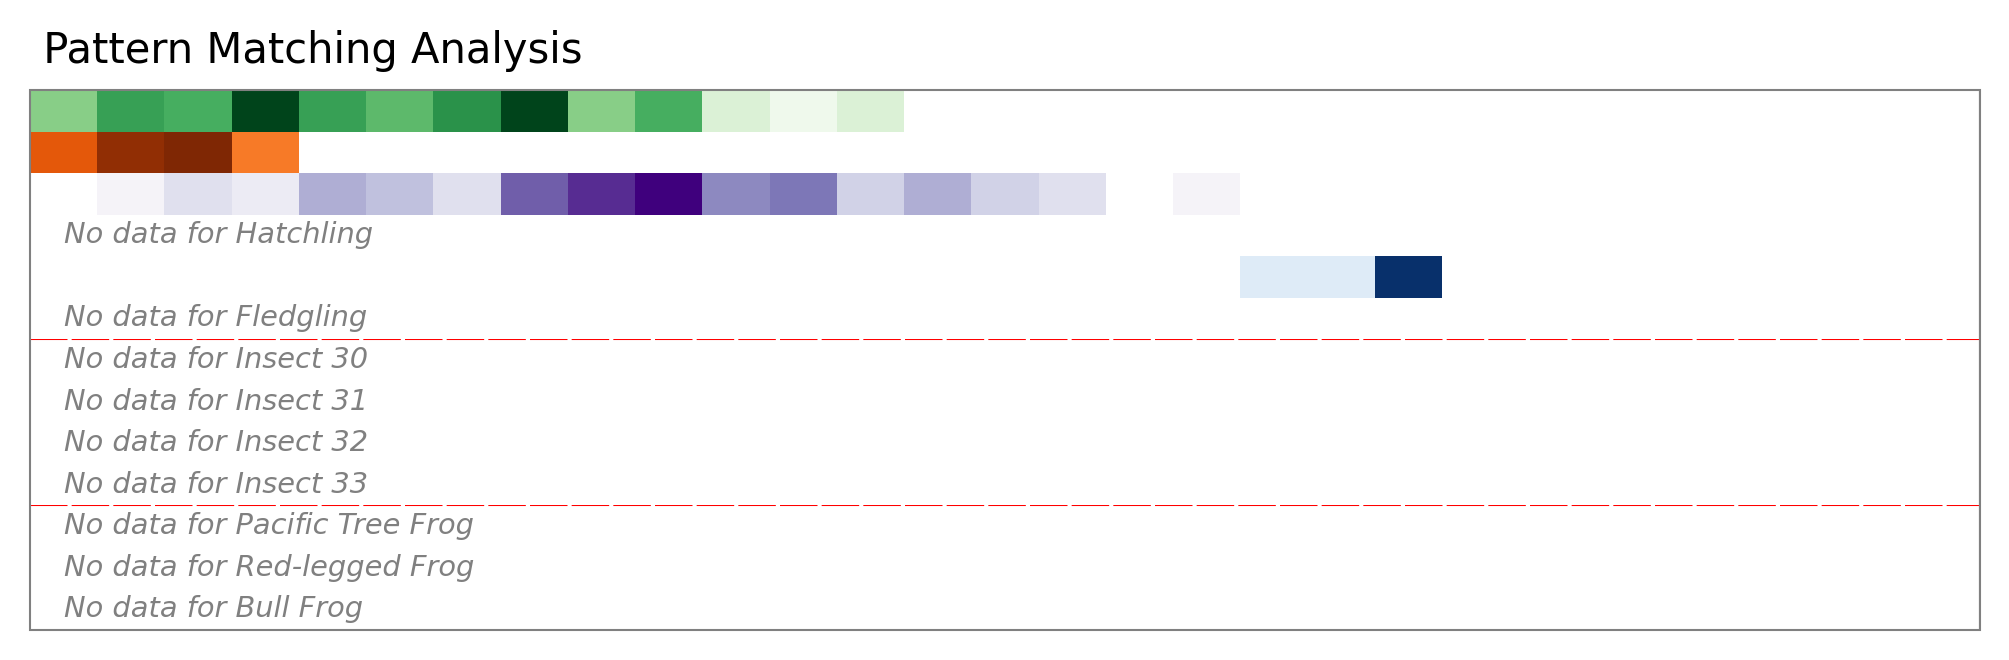 Pattern Matching Analysis
No data for Hatchling
No data for Fledgling
No data for Insect 30
No data for Insect 31
No data for Insect 32
No data for Insect 33
No data for Pacific Tree Frog
No data for Red-legged Frog
No data for Bull Frog